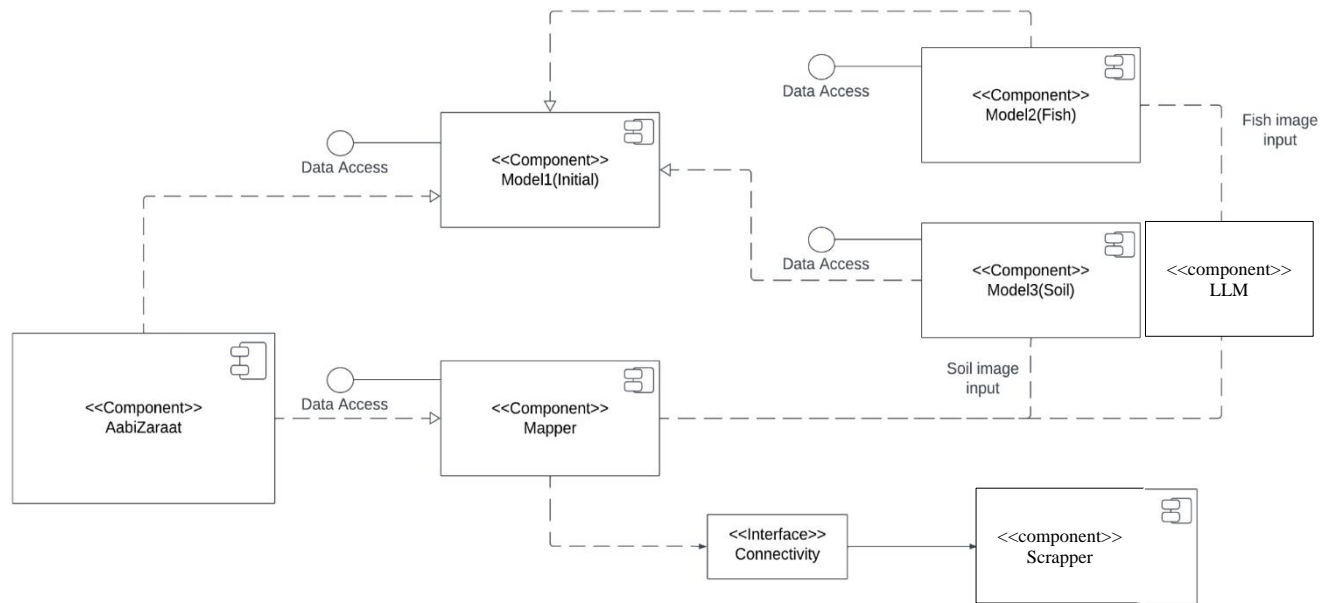 <<Component>>
Model2(Fish)
Data Access
Fish image
input
<<Component>>
Model1(Initial)
Data Access
<<Component>>
Model3(Soil)
Data Access
<<component>>
LLM
<<Component>>
AabiZaraat
Data Access
<<Component>>
Mapper
Soil image
input
<<Interface>>
Connectivity
<<component>>
Scrapper